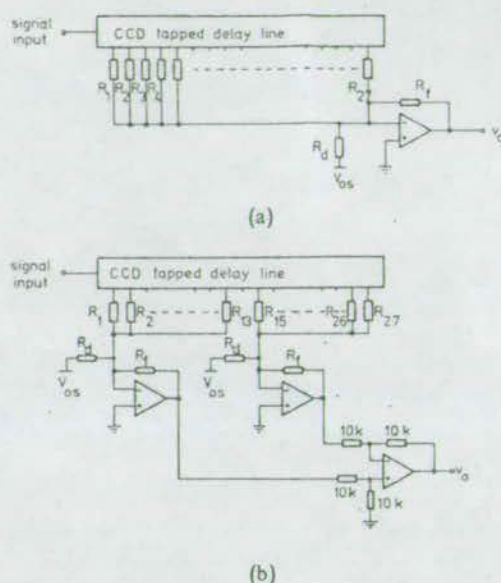 signal
input
CCD tapped delay line
R1 R2 R3 R4 R2
Rf
Rd
Vos
(a)
signal
input
CCD tapped delay line
R1 R2 R13 R15 R26 R27
Rd Rd
Rf Rf
Vos Vos
10k 10k
10k
10k
Vo
(b)